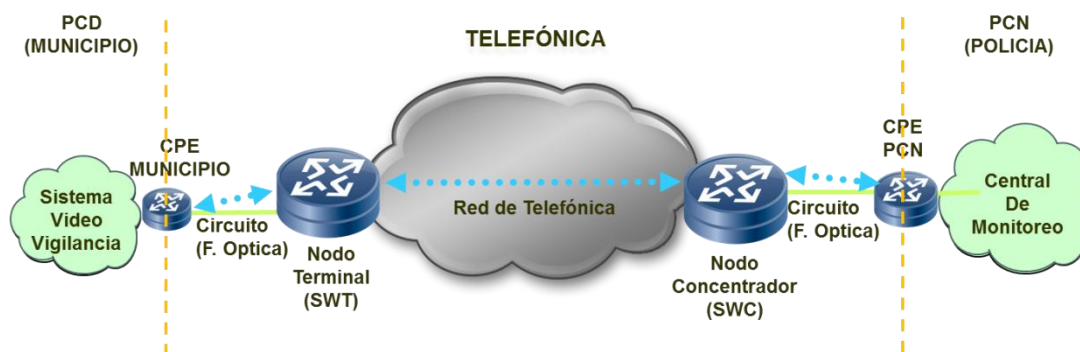 PCD
(MUNICIPIO)
TELEFÓNICA
PCN
(POLICIA)
CPE
MUNICIPIO
CPE
PCN
Sistema
Video
Vigilancia
Circuito
(F. Optica)
Nodo
Terminal
(SWT)
Red de Telefónica
Nodo
Concentrador
(SWC)
Circuito
(F. Optica)
Central
De
Monitoreo